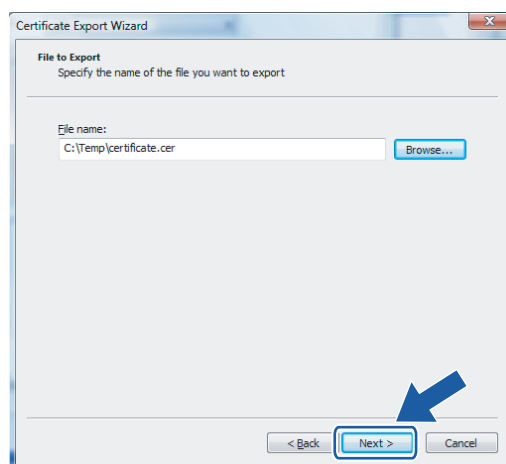 Certificate Export Wizard
File to Export
Specify the name of the file you want to export
File name:
C:\Temp\certificate.cer
Browse...
< Back
Next >
Cancel